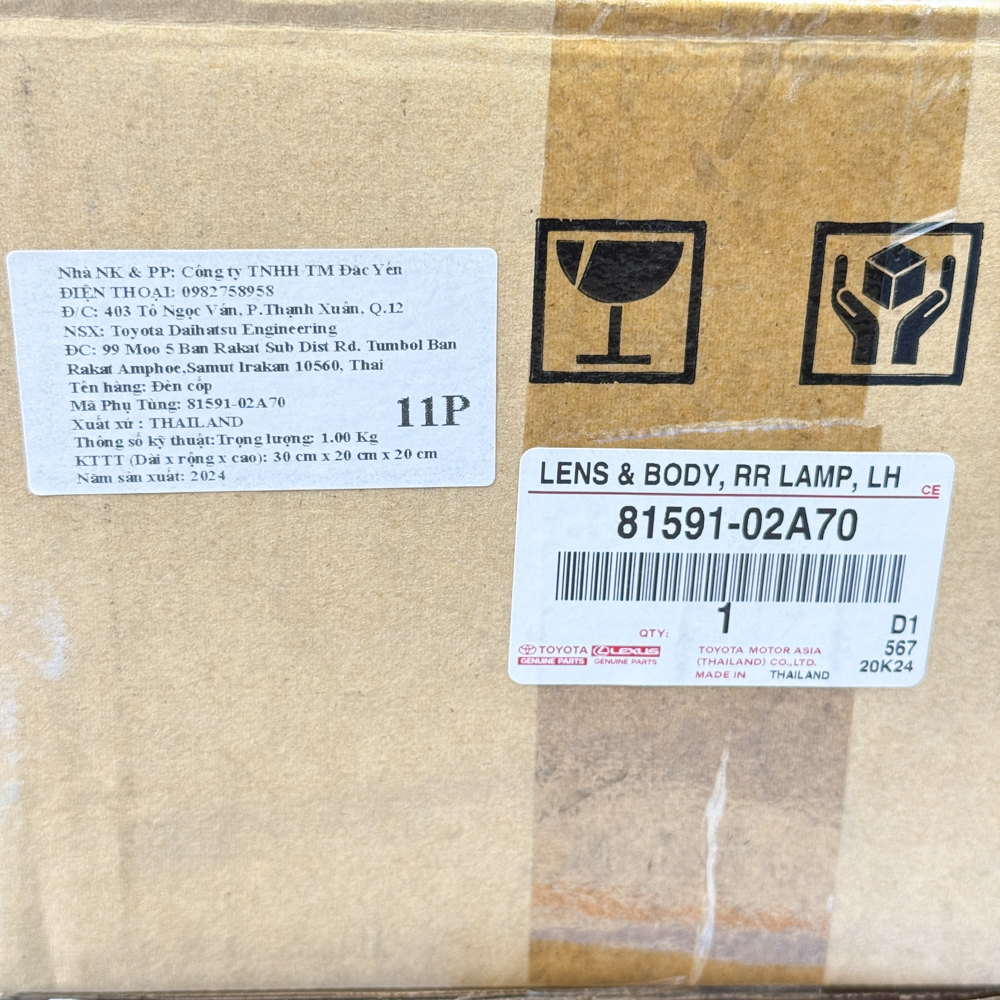 Nhà NK & PP: Công ty TNHH TM Đắc Yến
ĐIỆN THOẠI: 0982758958
Đ/C: 403 Tô Ngọc Vân, P.Thạnh Xuân, Q.12
NSX: Toyota Daihatsu Engineering
ĐC: 99 Moo 5 Ban Rakat Sub Dist Rd. Tumbol Ban
Rakat Amphoe,Samut Irakan 10560, Thai
Tên hàng: Đèn cốp
Mã Phụ Tùng: 81591-02A70
11P
Xuất xứ : THAILAND
Thông số kỹ thuật:Trọng lượng: 1.00 Kg
KTTT (Dài x rộng x cao): 30 cm x 20 cm x 20 cm
Năm sản xuất: 2024
LENS & BODY, RR LAMP, LH
CE
81591-02A70
QTY: 1
D1
567
20K24
TOYOTA
GENUINE PARTS
LEXUS
GENUINE PARTS
TOYOTA MOTOR ASIA
(THAILAND) CO.,LTD.
MADE IN THAILAND